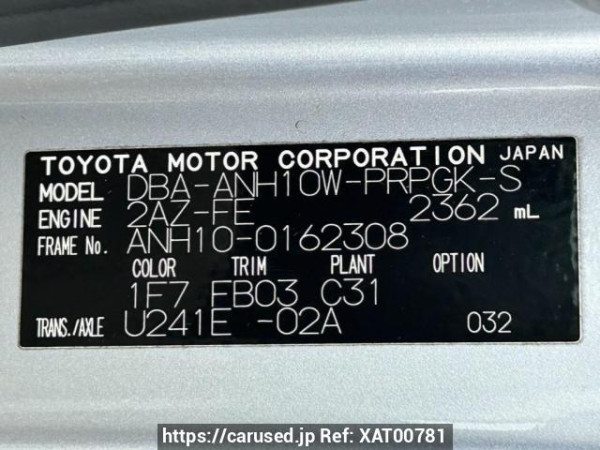 TOYOTA MOTOR CORPORATION JAPAN
MODEL DBA-ANH10W-PRPGK-S
ENGINE 2AZ-FE 2362 mL
FRAME No. ANH10-0162308
COLOR TRIM PLANT OPTION
1F7 FB03 C31
TRANS./AXLE U241E -02A 032
https://carused.jp Ref: XAT00781